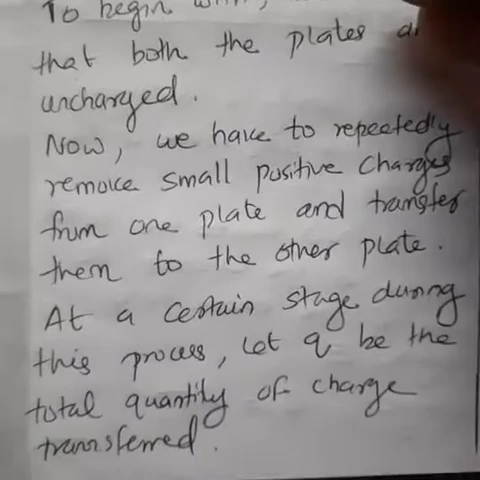 To begin with,
that both the plates
uncharged.
Now, we have to repeatedly
remove small positive charges
from one plate and transfer
them to the other plate.
At a certain stage during
this process, let q be the
total quantity of charge
transferred.